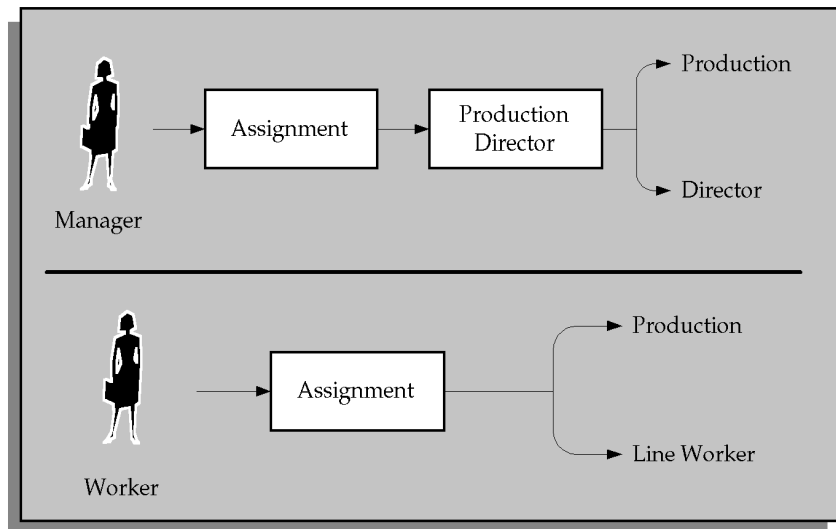 Production
Assignment
Production
Director
Director
Manager
Production
Assignment
Line Worker
Worker